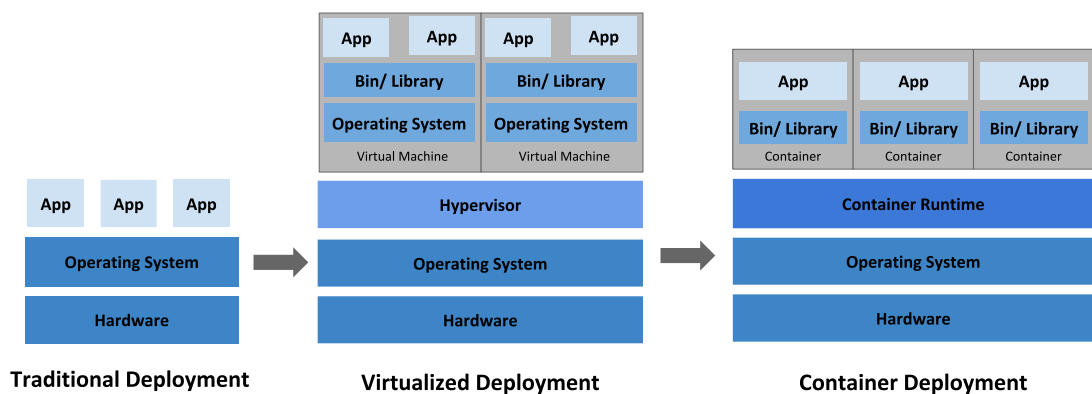 App
App
App
Operating System
Hardware
Traditional Deployment
App
App
Bin/ Library
Operating System
Virtual Machine
App
App
Bin/ Library
Operating System
Virtual Machine
Hypervisor
Operating System
Hardware
Virtualized Deployment
App
Bin/ Library
Container
App
Bin/ Library
Container
App
Bin/ Library
Container
Container Runtime
Operating System
Hardware
Container Deployment